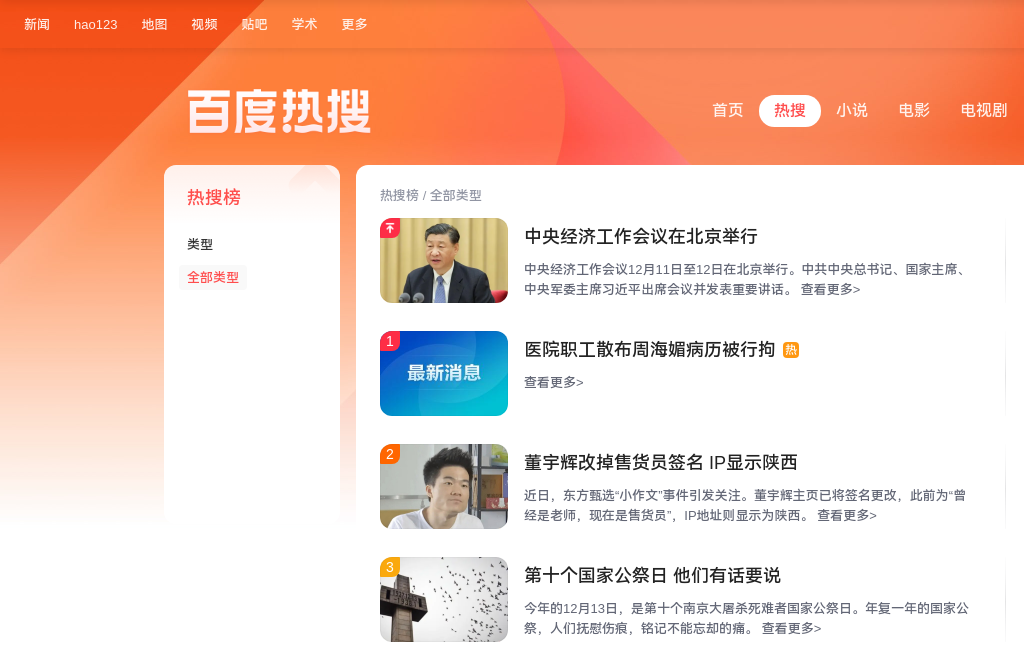 新闻 hao123 地图 视频 贴吧 学术 更多
百度热搜
首页 热搜 小说 电影 电视剧
热搜榜
类型
全部类型
热搜榜 / 全部类型
中央经济工作会议在北京举行
中央经济工作会议12月11日至12日在北京举行。中共中央总书记、国家主席、
中央军委主席习近平出席会议并发表重要讲话。 查看更多>
1
最新消息
医院职工散布周海媚病历被行拘 热
查看更多>
2
董宇辉改掉售货员签名 IP显示陕西
近日，东方甄选“小作文”事件引发关注。董宇辉主页已将签名更改，此前为“曾
经是老师，现在是售货员”，IP地址则显示为陕西。 查看更多>
3
第十个国家公祭日 他们有话要说
今年的12月13日，是第十个南京大屠杀死难者国家公祭日。年复一年的国家公
祭，人们抚慰伤痕，铭记不能忘却的痛。 查看更多>